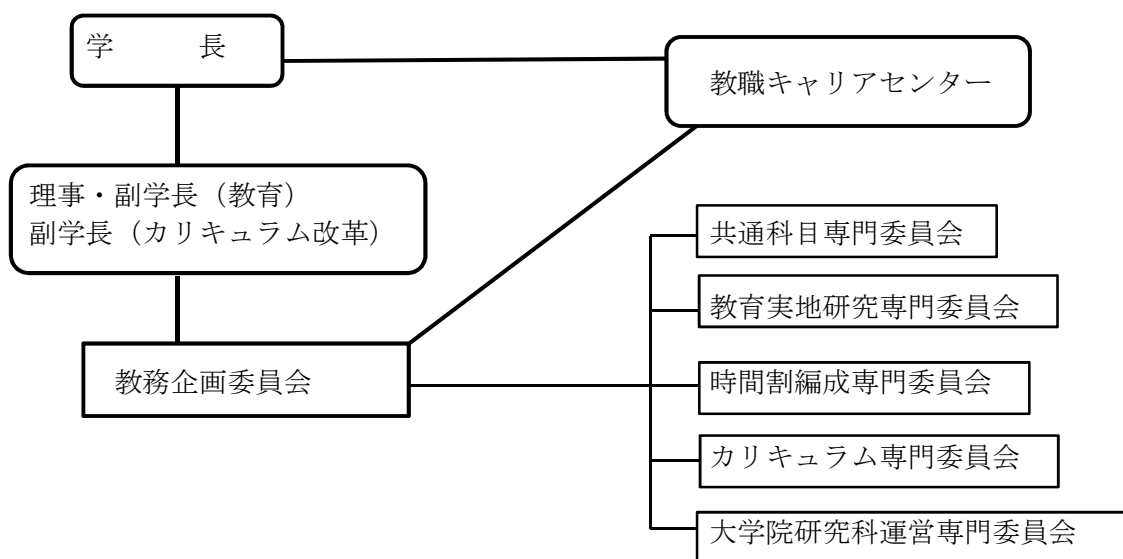 学　　　長
教職キャリアセンター
理事・副学長（教育）
副学長（カリキュラム改革）
共通科目専門委員会
教育実地研究専門委員会
教務企画委員会
時間割編成専門委員会
カリキュラム専門委員会
大学院研究科運営専門委員会